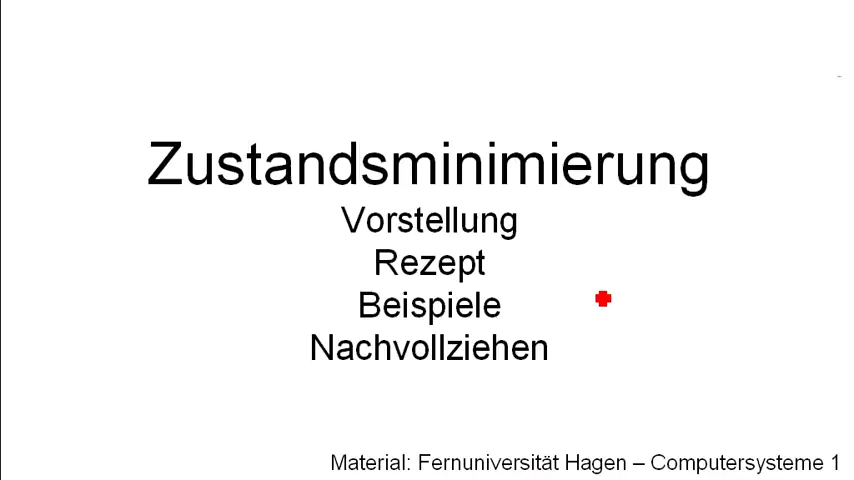 Zustandsminimierung
Vorstellung
Rezept
Beispiele
Nachvollziehen
Material: Fernuniversität Hagen – Computersysteme 1